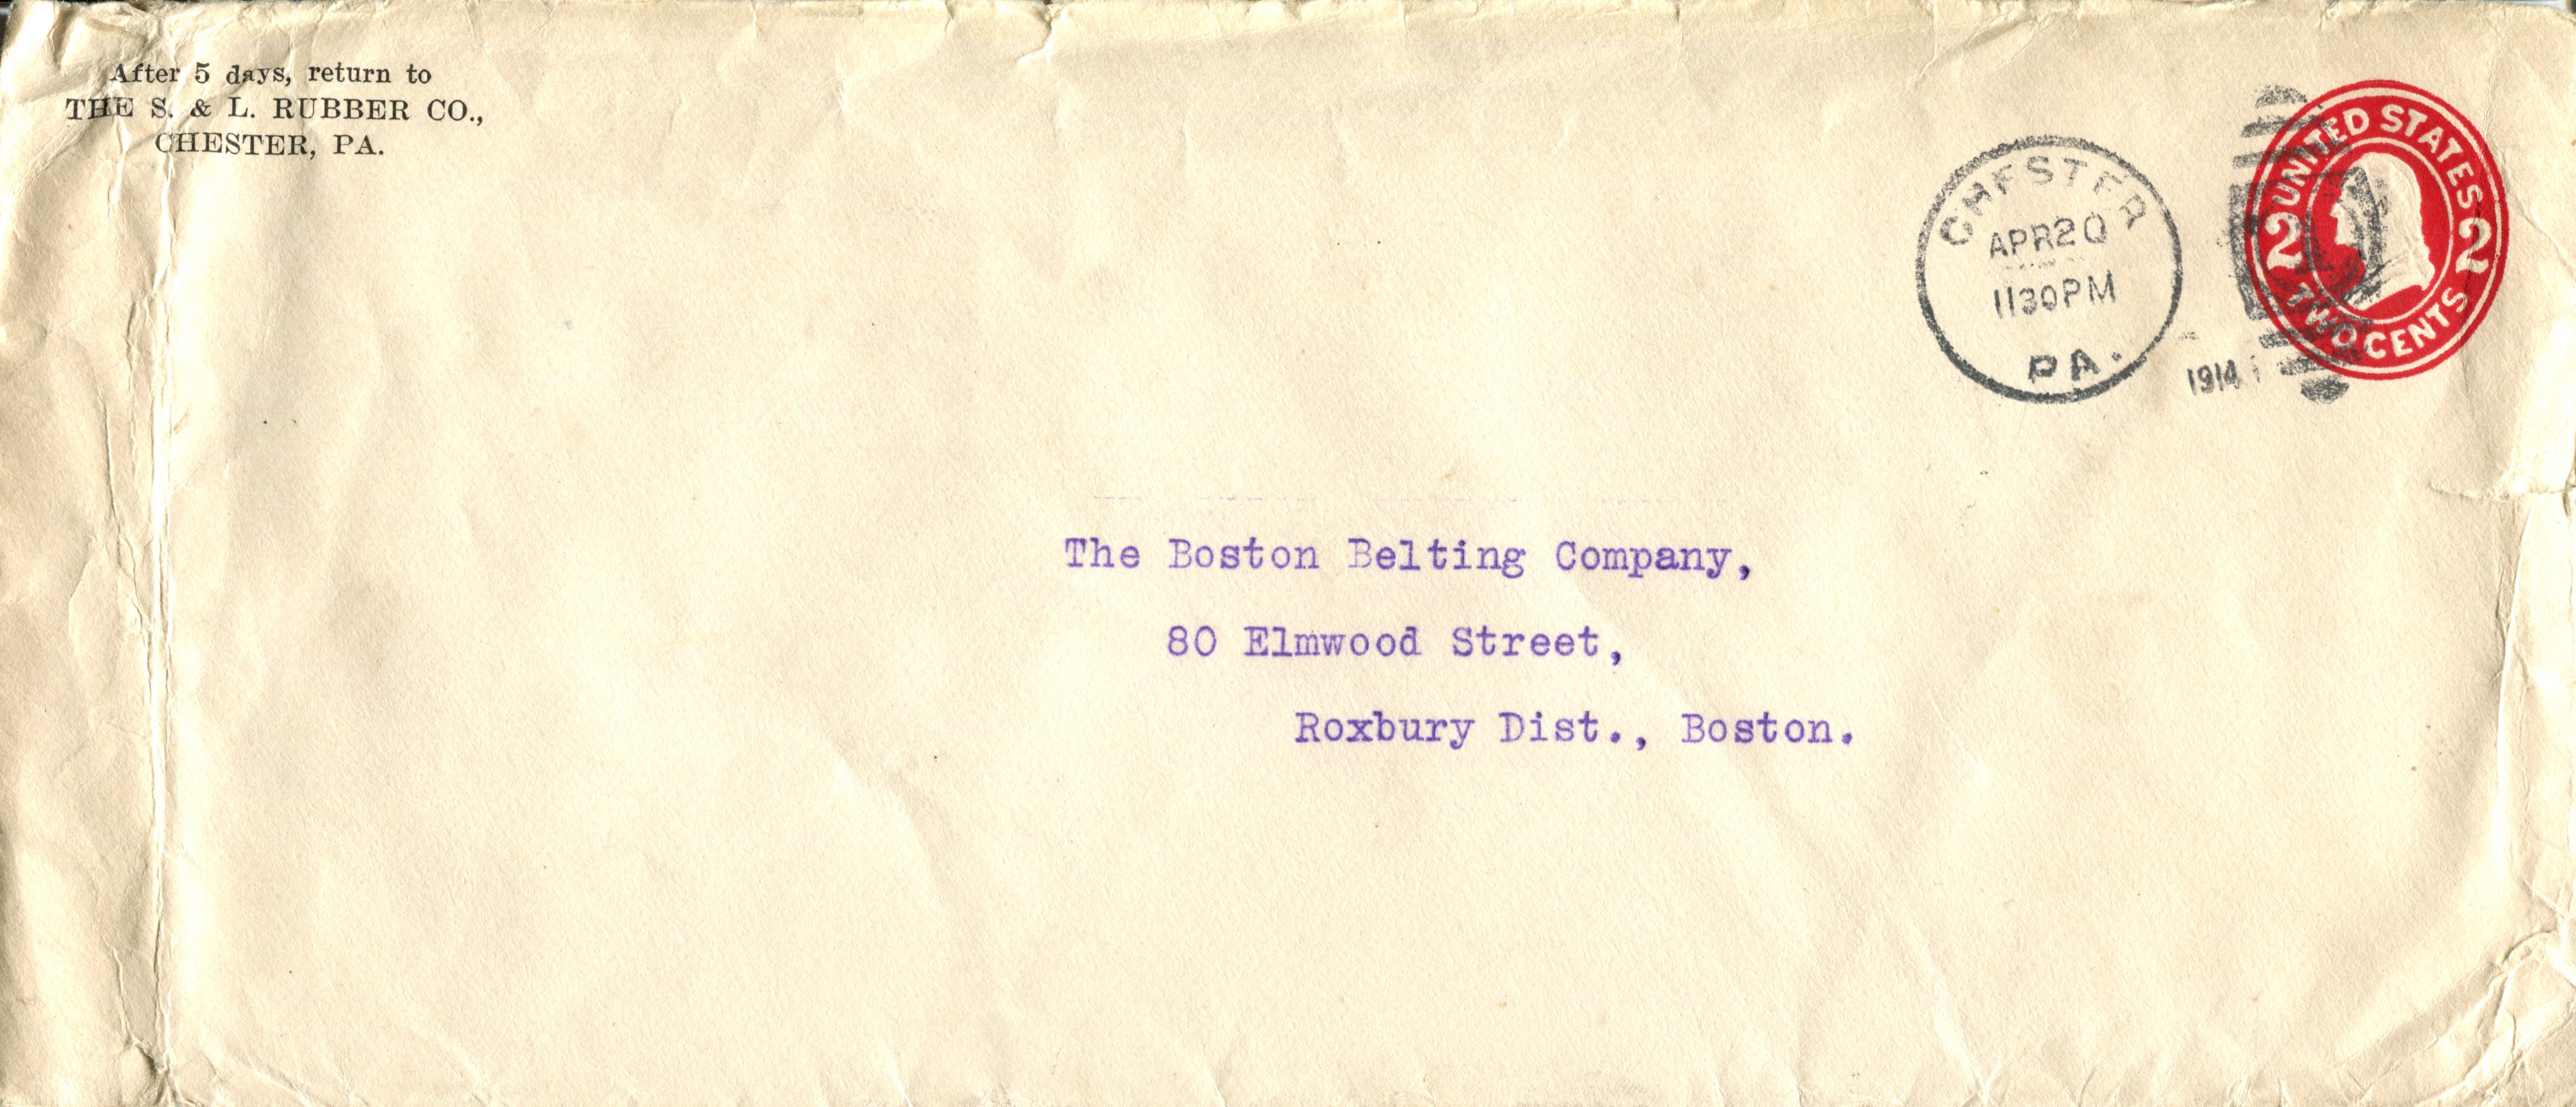 After 5 days, return to
THE S. & L. RUBBER CO.,
CHESTER, PA.
CHESTER
APR 20
1130 PM
PA.
1914
UNITED STATES
2 2
TWO CENTS
The Boston Belting Company,
80 Elmwood Street,
Roxbury Dist., Boston.